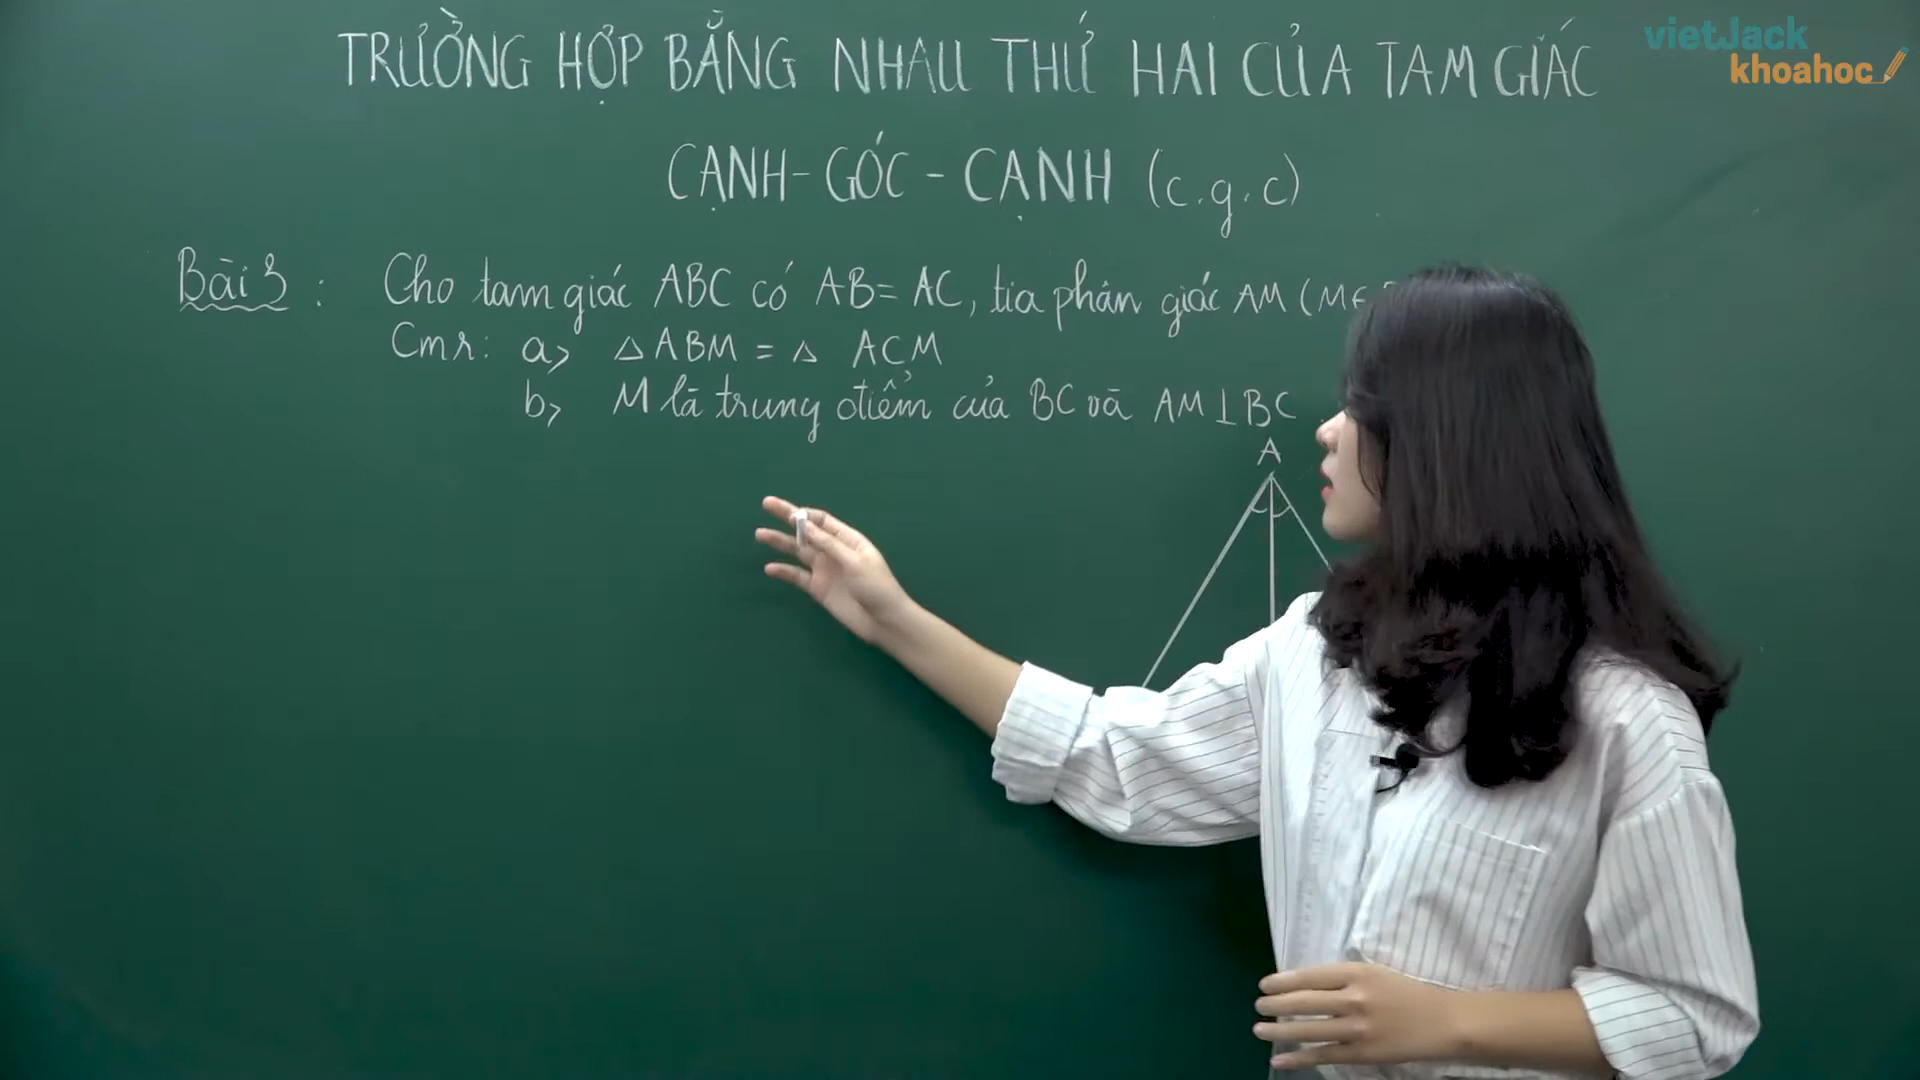 TRƯỜNG HỢP BẰNG NHAU THỨ HAI CỦA TAM GIÁC
vietJack
khoahoc
CẠNH - GÓC - CẠNH (c.g.c)
Bài 3 : Cho tam giác ABC có AB = AC, tia phân giác AM (M ∈
Cmr: a> △ ABM = △ ACM
b> M là trung điểm của BC và AM ⊥ BC
A